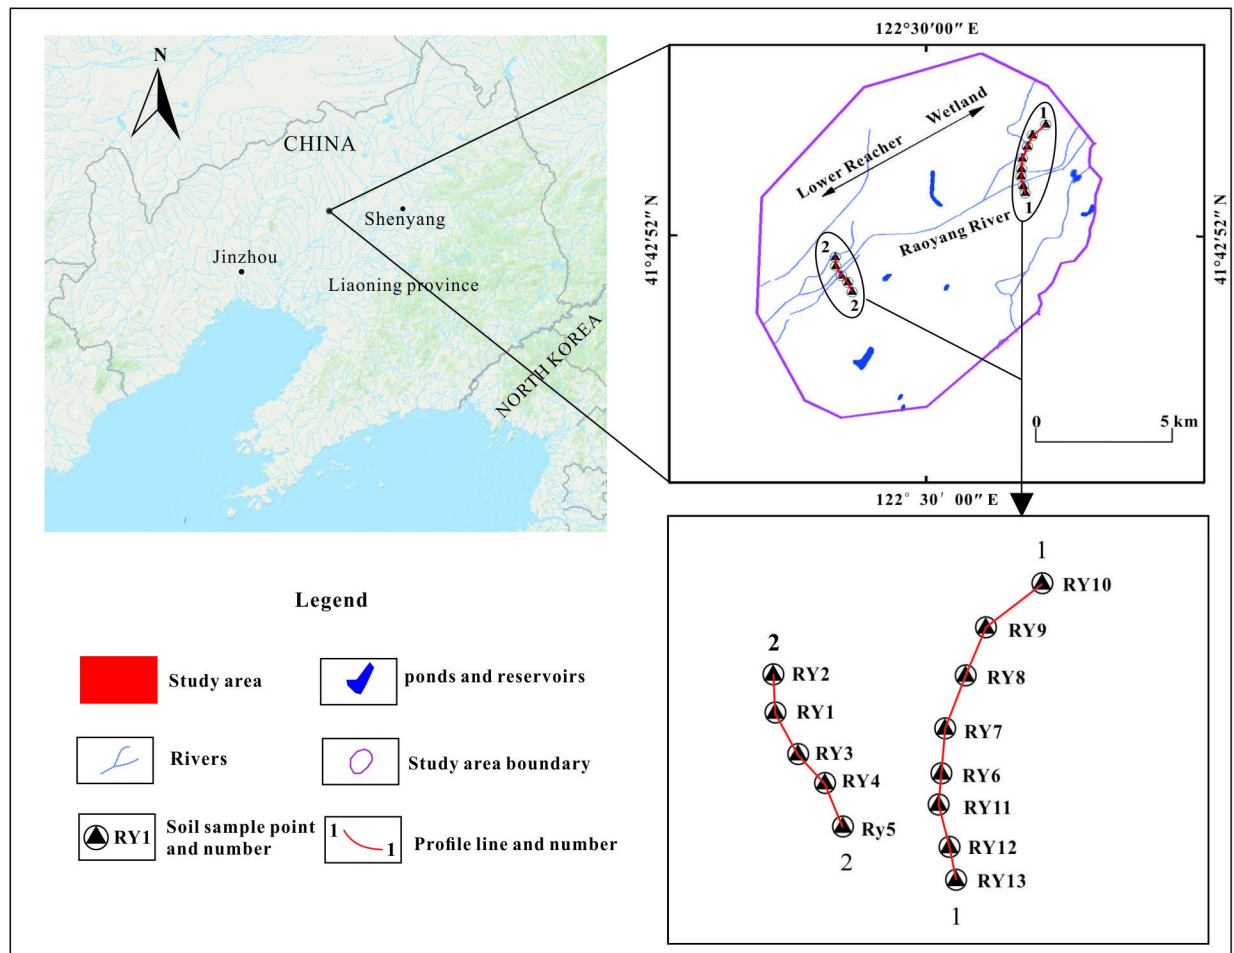 N
CHINA
Shenyang
Jinzhou
Liaoning province
NORTH KOREA
122°30′00″ E
41°42′52″ N
41°42′52″ N
Lower Reacher
Wetland
1
1
Raoyang River
2
2
0
5 km
122° 30′ 00″ E
Legend
Study area
ponds and reservoirs
Rivers
Study area boundary
RY1
Soil sample point
and number
1
1
Profile line and number
1
RY10
RY9
2
RY2
RY8
RY1
RY7
RY3
RY6
RY4
RY11
Ry5
RY12
2
RY13
1